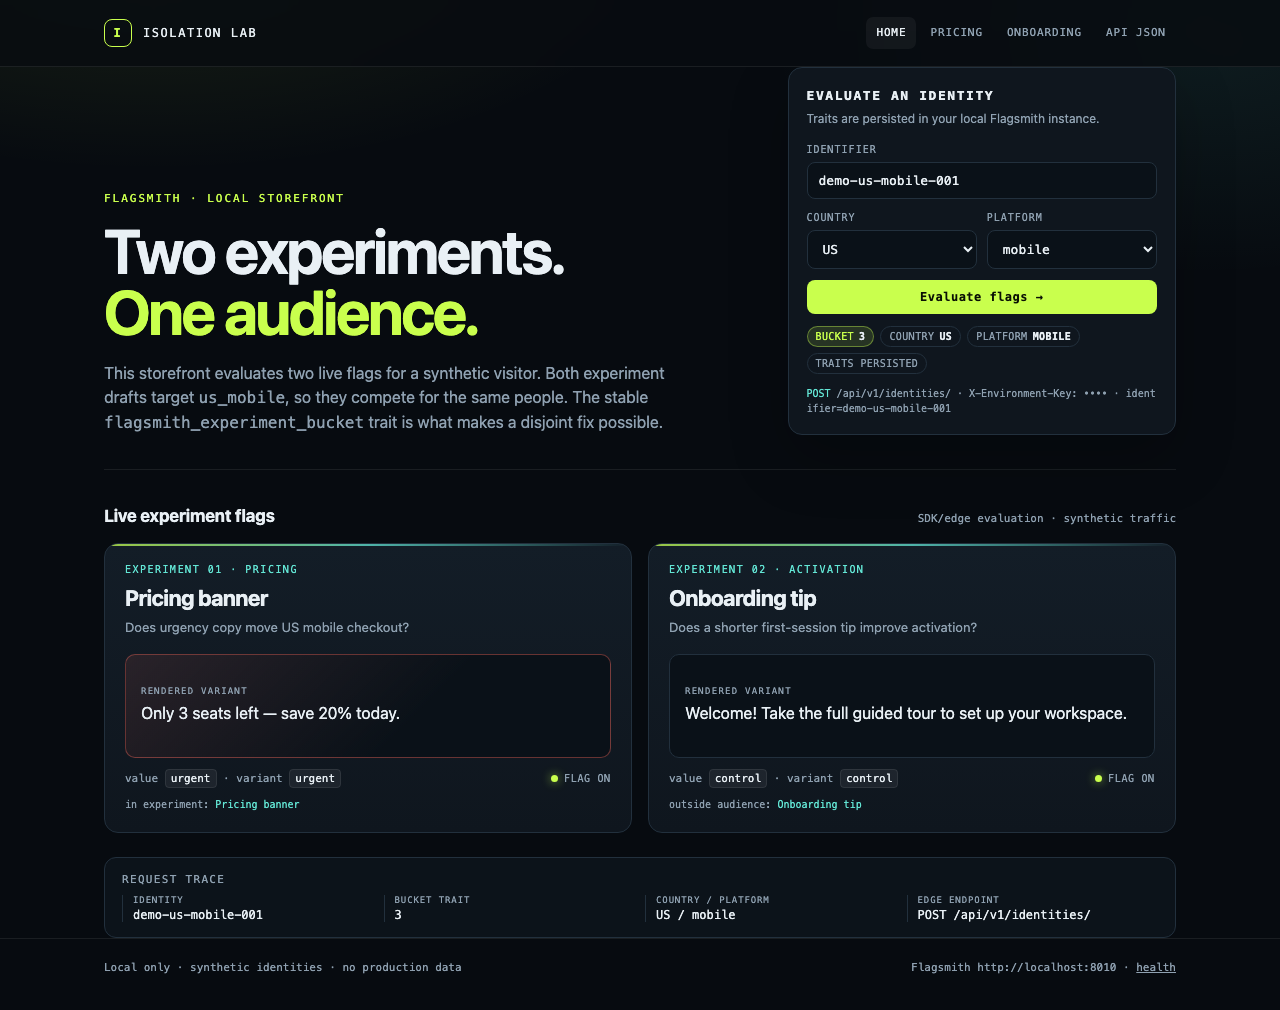 I ISOLATION LAB
HOME PRICING ONBOARDING API JSON
FLAGSMITH · LOCAL STOREFRONT
Two experiments.
One audience.
This storefront evaluates two live flags for a synthetic visitor. Both experiment
drafts target us_mobile, so they compete for the same people. The stable
flagsmith_experiment_bucket trait is what makes a disjoint fix possible.
EVALUATE AN IDENTITY
Traits are persisted in your local Flagsmith instance.
IDENTIFIER
demo-us-mobile-001
COUNTRY PLATFORM
US mobile
Evaluate flags →
BUCKET 3 COUNTRY US PLATFORM MOBILE
TRAITS PERSISTED
POST /api/v1/identities/ · X-Environment-Key: •••• · ident
ifier=demo-us-mobile-001
Live experiment flags
SDK/edge evaluation · synthetic traffic
EXPERIMENT 01 · PRICING
Pricing banner
Does urgency copy move US mobile checkout?
RENDERED VARIANT
Only 3 seats left — save 20% today.
value urgent · variant urgent FLAG ON
in experiment: Pricing banner
EXPERIMENT 02 · ACTIVATION
Onboarding tip
Does a shorter first-session tip improve activation?
RENDERED VARIANT
Welcome! Take the full guided tour to set up your workspace.
value control · variant control FLAG ON
outside audience: Onboarding tip
REQUEST TRACE
IDENTITY BUCKET TRAIT COUNTRY / PLATFORM EDGE ENDPOINT
demo-us-mobile-001 3 US / mobile POST /api/v1/identities/
Local only · synthetic identities · no production data
Flagsmith http://localhost:8010 · health